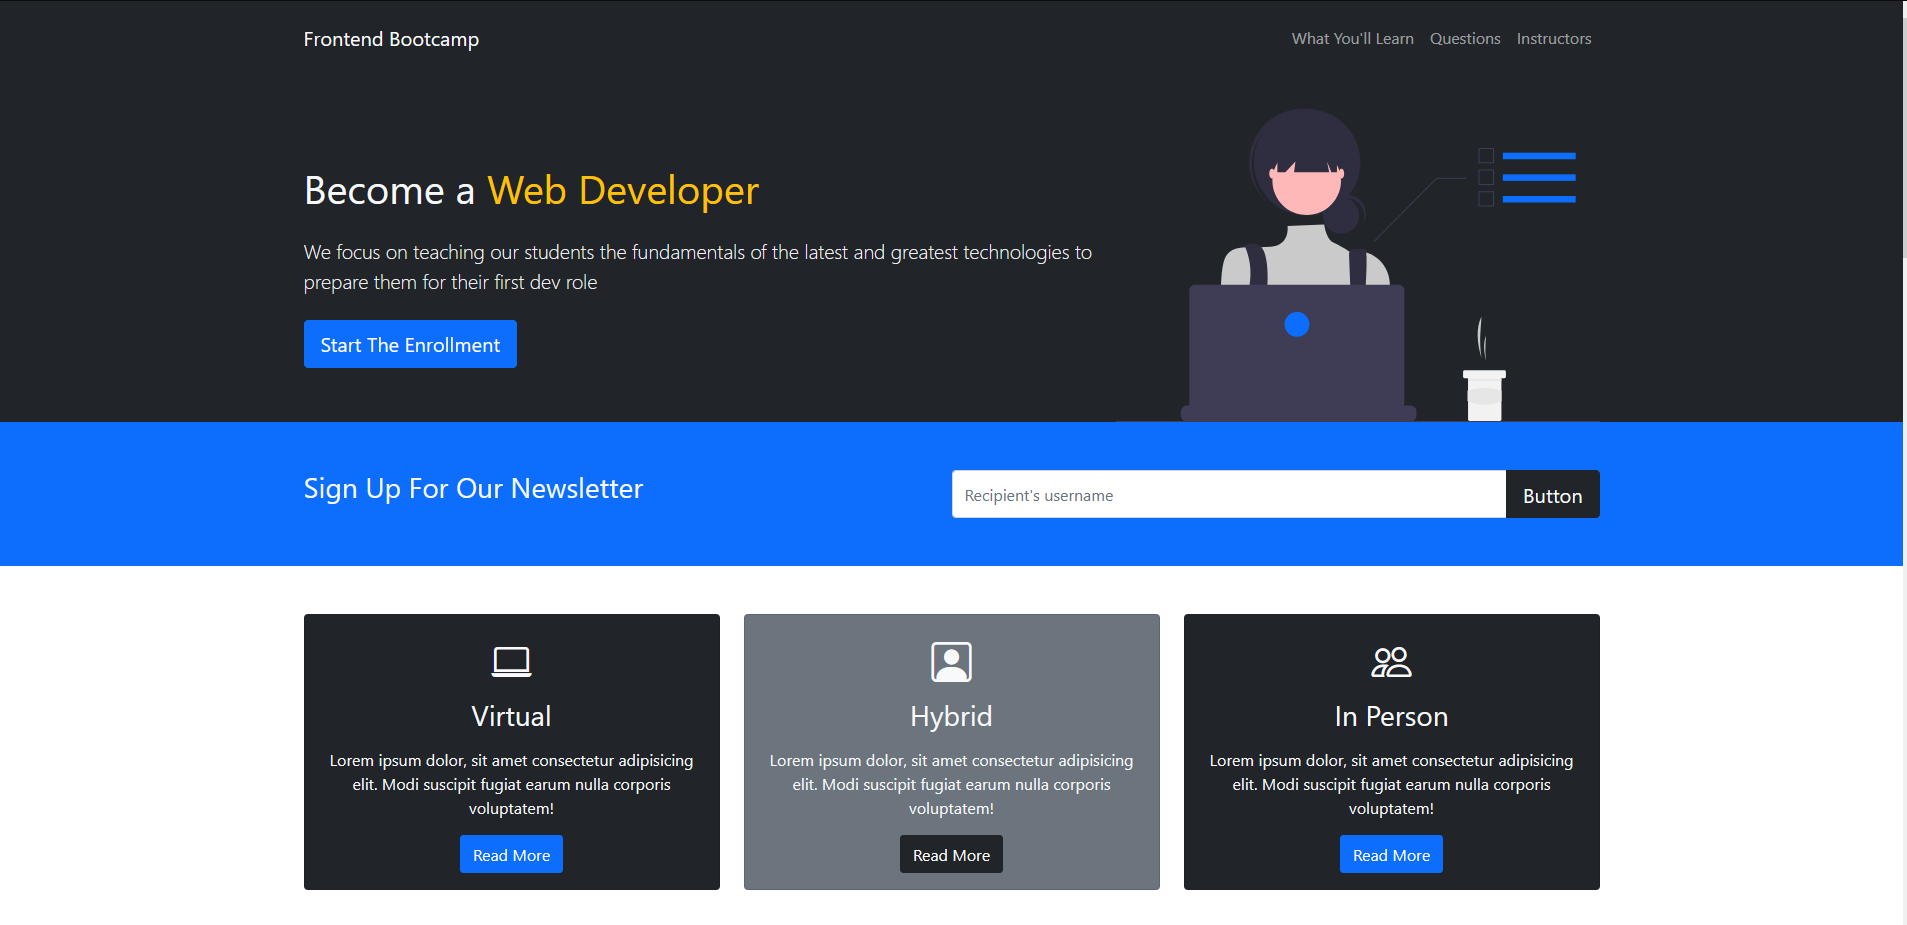 Frontend Bootcamp
What You'll Learn Questions Instructors
Become a Web Developer
We focus on teaching our students the fundamentals of the latest and greatest technologies to
prepare them for their first dev role
Start The Enrollment
Sign Up For Our Newsletter
Recipient's username
Button
Virtual
Lorem ipsum dolor, sit amet consectetur adipisicing
elit. Modi suscipit fugiat earum nulla corporis
voluptatem!
Read More
Hybrid
Lorem ipsum dolor, sit amet consectetur adipisicing
elit. Modi suscipit fugiat earum nulla corporis
voluptatem!
Read More
In Person
Lorem ipsum dolor, sit amet consectetur adipisicing
elit. Modi suscipit fugiat earum nulla corporis
voluptatem!
Read More